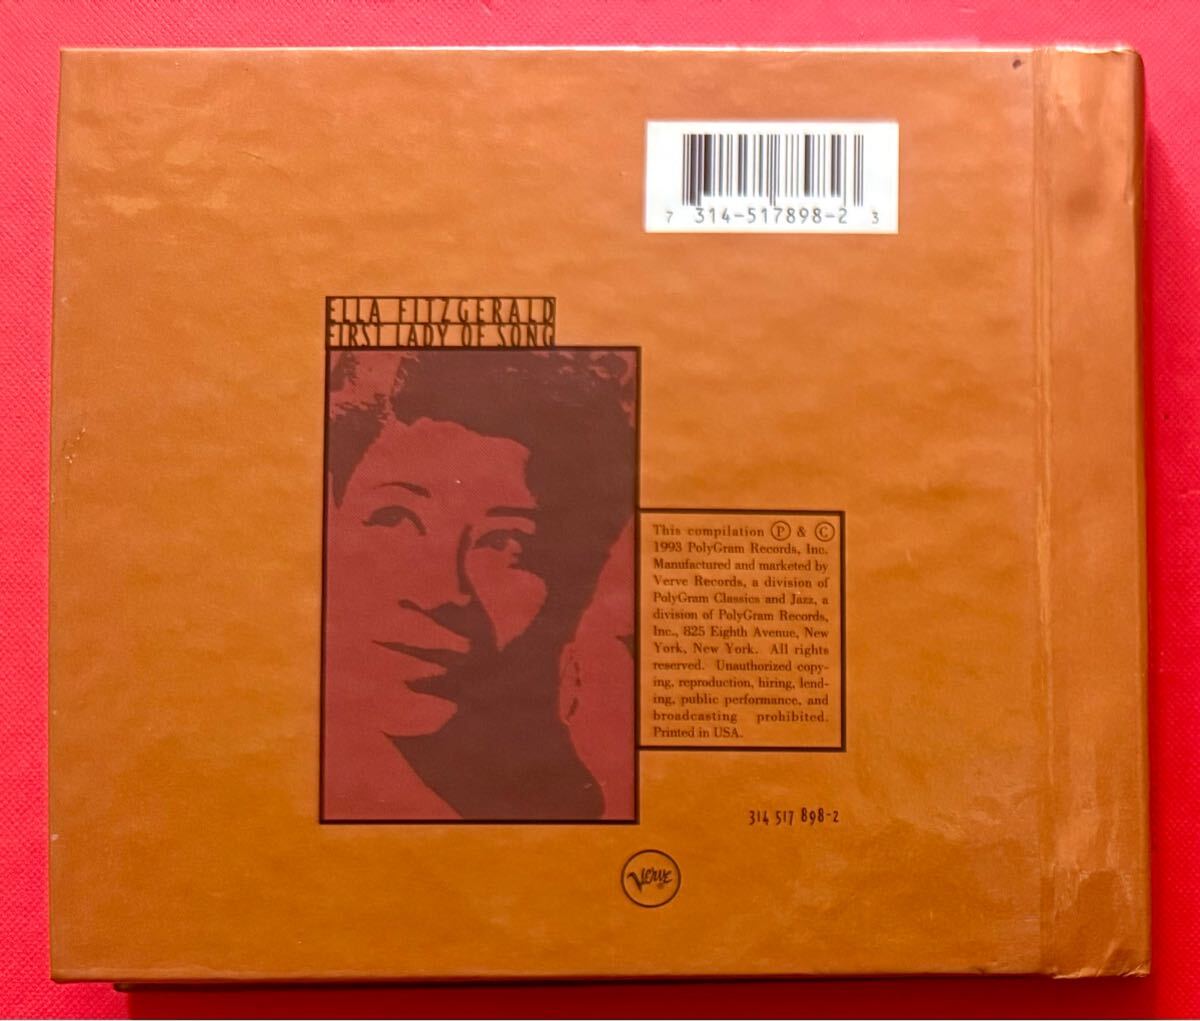 7 314-517898-2 3
ELLA FITZGERALD
FIRST LADY OF SONG
This compilation Ⓟ & Ⓒ
1993 PolyGram Records, Inc.
Manufactured and marketed by
Verve Records, a division of
PolyGram Classics and Jazz, a
division of PolyGram Records,
Inc., 825 Eighth Avenue, New
York, New York. All rights
reserved. Unauthorized copy-
ing, reproduction, hiring, lend-
ing, public performance, and
broadcasting prohibited.
Printed in USA.
314 517 898-2
Verve